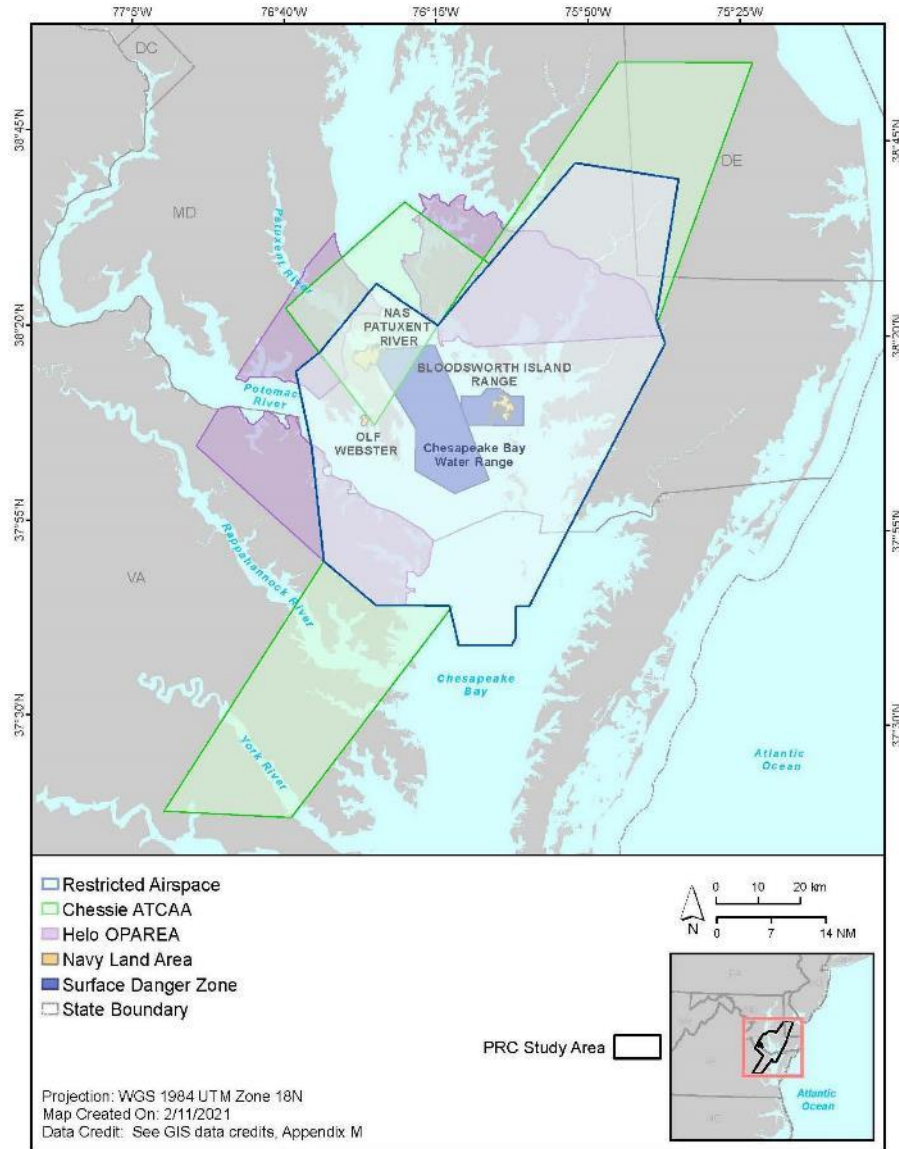 77°5'W 76°40'W 76°15'W 75°50'W 75°25'W
38°45'N
38°45'N
38°20'N
38°20'N
37°55'N
37°55'N
37°30'N
37°30'N
DC
DE
MD
VA
Patuxent River
NAS
PATUXENT
RIVER
BLOODSWORTH ISLAND
RANGE
Potomac
River
OLF
WEBSTER
Chesapeake Bay
Water Range
Rappahannock River
York River
Chesapeake
Bay
Atlantic
Ocean
Restricted Airspace
Chessie ATCAA
Helo OPAREA
Navy Land Area
Surface Danger Zone
State Boundary
N
0 10 20 km
0 7 14 NM
PRC Study Area
Atlantic
Ocean
Projection: WGS 1984 UTM Zone 18N
Map Created On: 2/11/2021
Data Credit: See GIS data credits, Appendix M